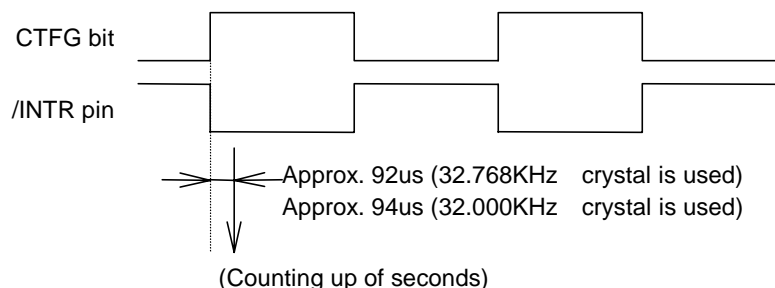 CTFG bit
/INTR pin
Approx. 92us (32.768KHz crystal is used)
Approx. 94us (32.000KHz crystal is used)
(Counting up of seconds)